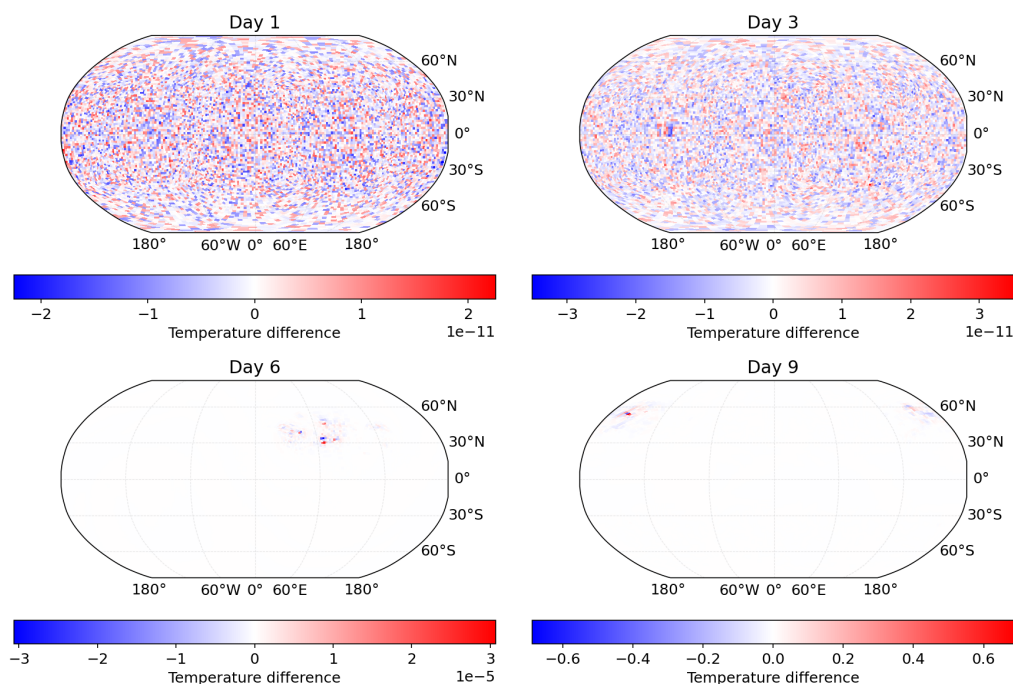 Day 1
Day 3
60°N
30°N
0°
30°S
60°S
180° 60°W 0° 60°E 180°
60°N
30°N
0°
30°S
60°S
180° 60°W 0° 60°E 180°
−2 −1 0 1 2
1e−11
Temperature difference
−3 −2 −1 0 1 2 3
1e−11
Temperature difference
Day 6
Day 9
60°N
30°N
0°
30°S
60°S
180° 60°W 0° 60°E 180°
60°N
30°N
0°
30°S
60°S
180° 60°W 0° 60°E 180°
−3 −2 −1 0 1 2 3
1e−5
Temperature difference
−0.6 −0.4 −0.2 0.0 0.2 0.4 0.6
Temperature difference